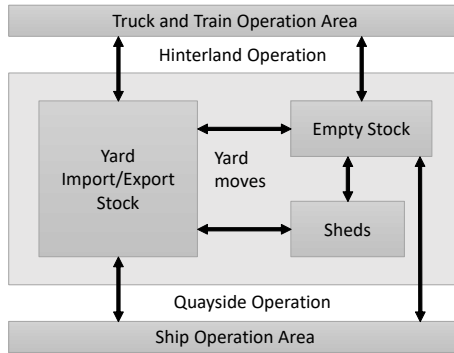 Truck and Train Operation Area
Hinterland Operation
Yard
Import/Export
Stock
Yard
moves
Empty Stock
Sheds
Quayside Operation
Ship Operation Area